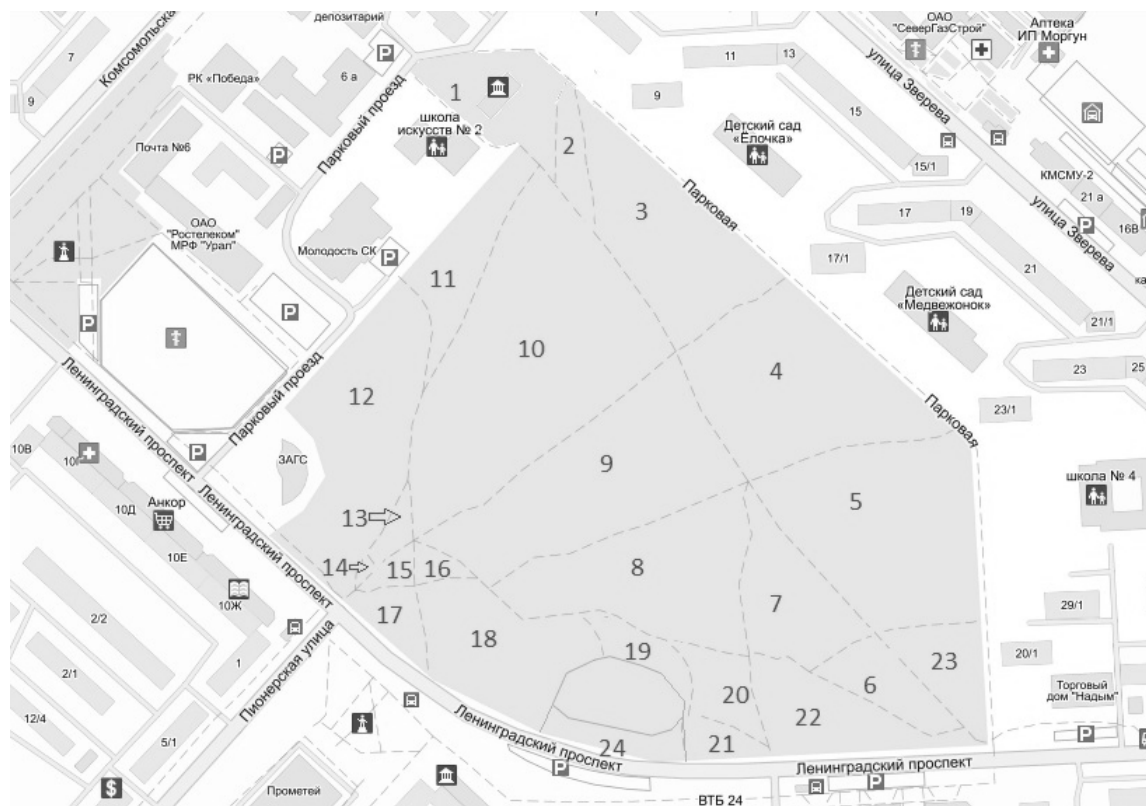 депозитарий
ОАО
"СеверГазСтрой"
Аптека
ИП Моргун
Комсомольская
7
9
РК «Победа»
6 а
P
Парковый проезд
1
школа
искусств № 2
2
3
11
13
9
15
15/1
улица Зверева
Детский сад
«Ёлочка»
Почта №6
P
ОАО
"Ростелеком"
МРФ "Урал"
Молодость СК
P
P
P
Парковая
КМСМУ-2
21 а
P
16В
улица Зверева
17
19
17/1
21
21/1
Детский сад
«Медвежонок»
23
25
23/1
11
10
12
4
Парковая
Парковый проезд
Ленинградский проспект
P
10В
10Д
10Е
10Ж
Анкор
ЗАГС
9
5
школа № 4
Ленинградский проспект
13
14
15
16
17
18
8
7
19
20
6
23
22
21
24
29/1
20/1
Торговый
дом "Надым"
P
2/2
2/1
1
12/4
5/1
Пионерская улица
Ленинградский проспект
P
Ленинградский проспект
P
$
Прометей
ВТБ 24